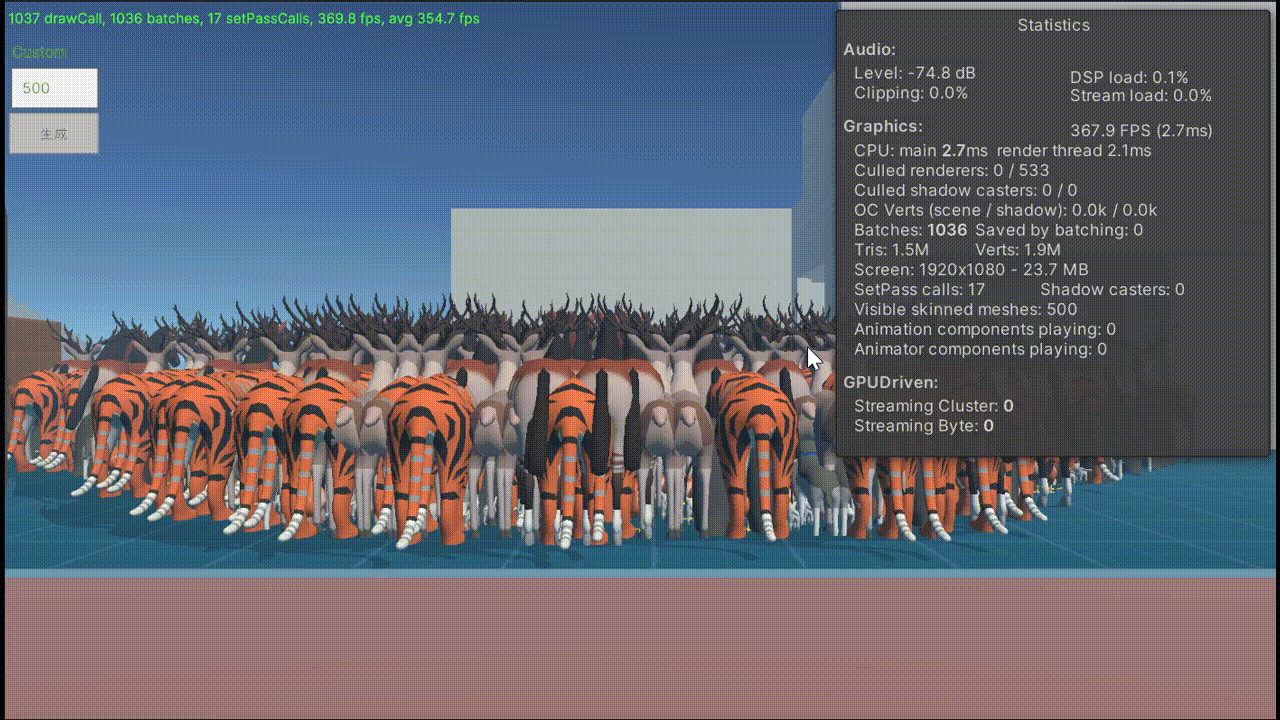 1037 drawCall, 1036 batches, 17 setPassCalls, 369.8 fps, avg 354.7 fps
Custom
500
生成
Statistics
Audio:
Level: -74.8 dB DSP load: 0.1%
Clipping: 0.0% Stream load: 0.0%
Graphics: 367.9 FPS (2.7ms)
CPU: main 2.7ms render thread 2.1ms
Culled renderers: 0 / 533
Culled shadow casters: 0 / 0
OC Verts (scene / shadow): 0.0k / 0.0k
Batches: 1036 Saved by batching: 0
Tris: 1.5M Verts: 1.9M
Screen: 1920x1080 - 23.7 MB
SetPass calls: 17 Shadow casters: 0
Visible skinned meshes: 500
Animation components playing: 0
Animator components playing: 0
GPUDriven:
Streaming Cluster: 0
Streaming Byte: 0